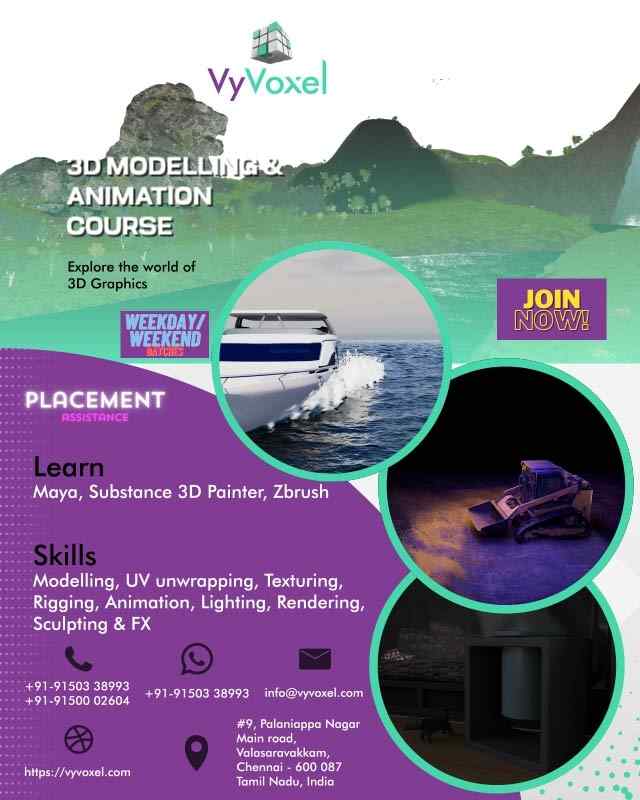 VyVoxel
3D MODELLING &
ANIMATION
COURSE
Explore the world of
3D Graphics
JOIN
NOW!
WEEKDAY/
WEEKEND
BATCHES
PLACEMENT
ASSISTANCE
Learn
Maya, Substance 3D Painter, Zbrush
Skills
Modelling, UV unwrapping, Texturing,
Rigging, Animation, Lighting, Rendering,
Sculpting & FX
+91-91503 38993
+91-91500 02604
+91-91503 38993
info@vyvoxel.com
https://vyvoxel.com
#9, Palaniappa Nagar
Main road,
Valasaravakkam,
Chennai - 600 087
Tamil Nadu, India